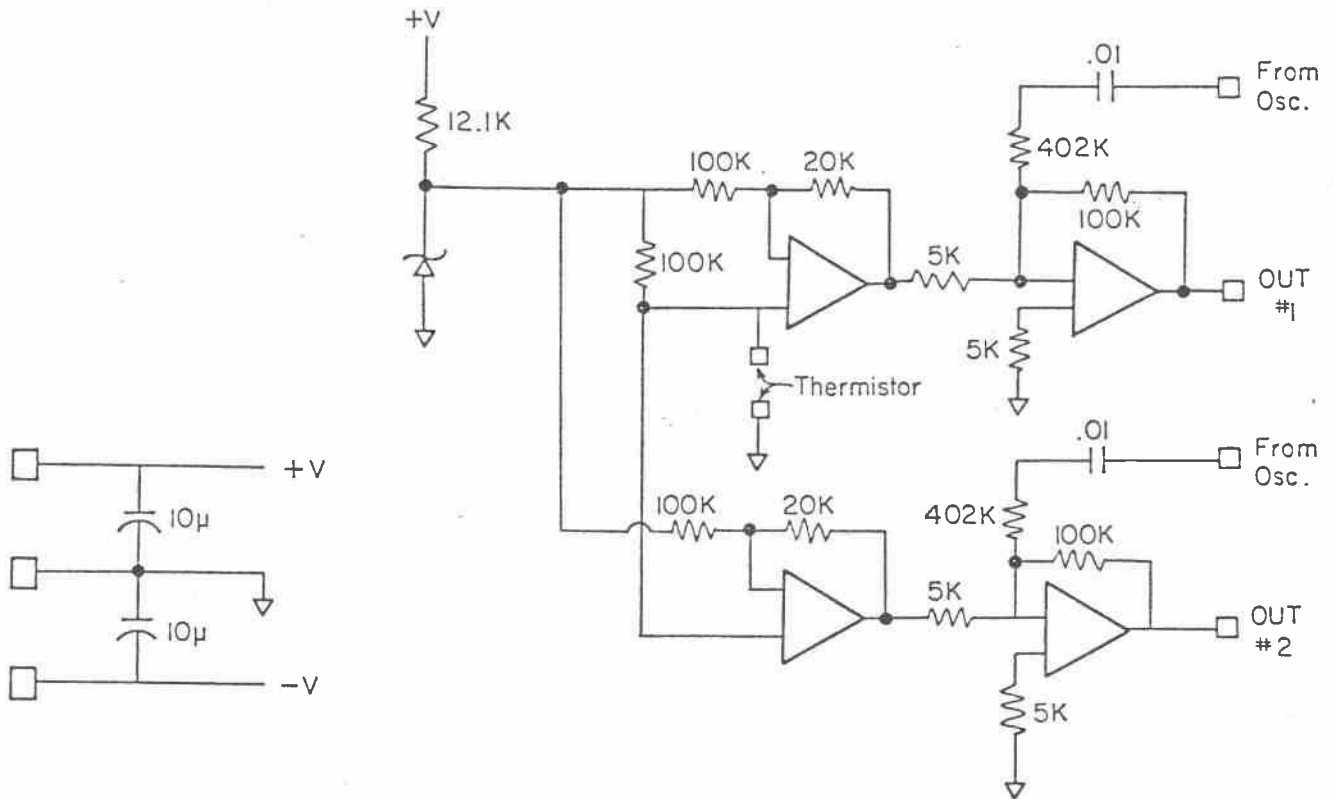 +V
12.1K
100K
20K
100K
.01
From
Osc.
402K
100K
5K
OUT
#1
5K
Thermistor
+V
10μ
10μ
-V
100K
20K
.01
From
Osc.
402K
100K
5K
OUT
#2
5K